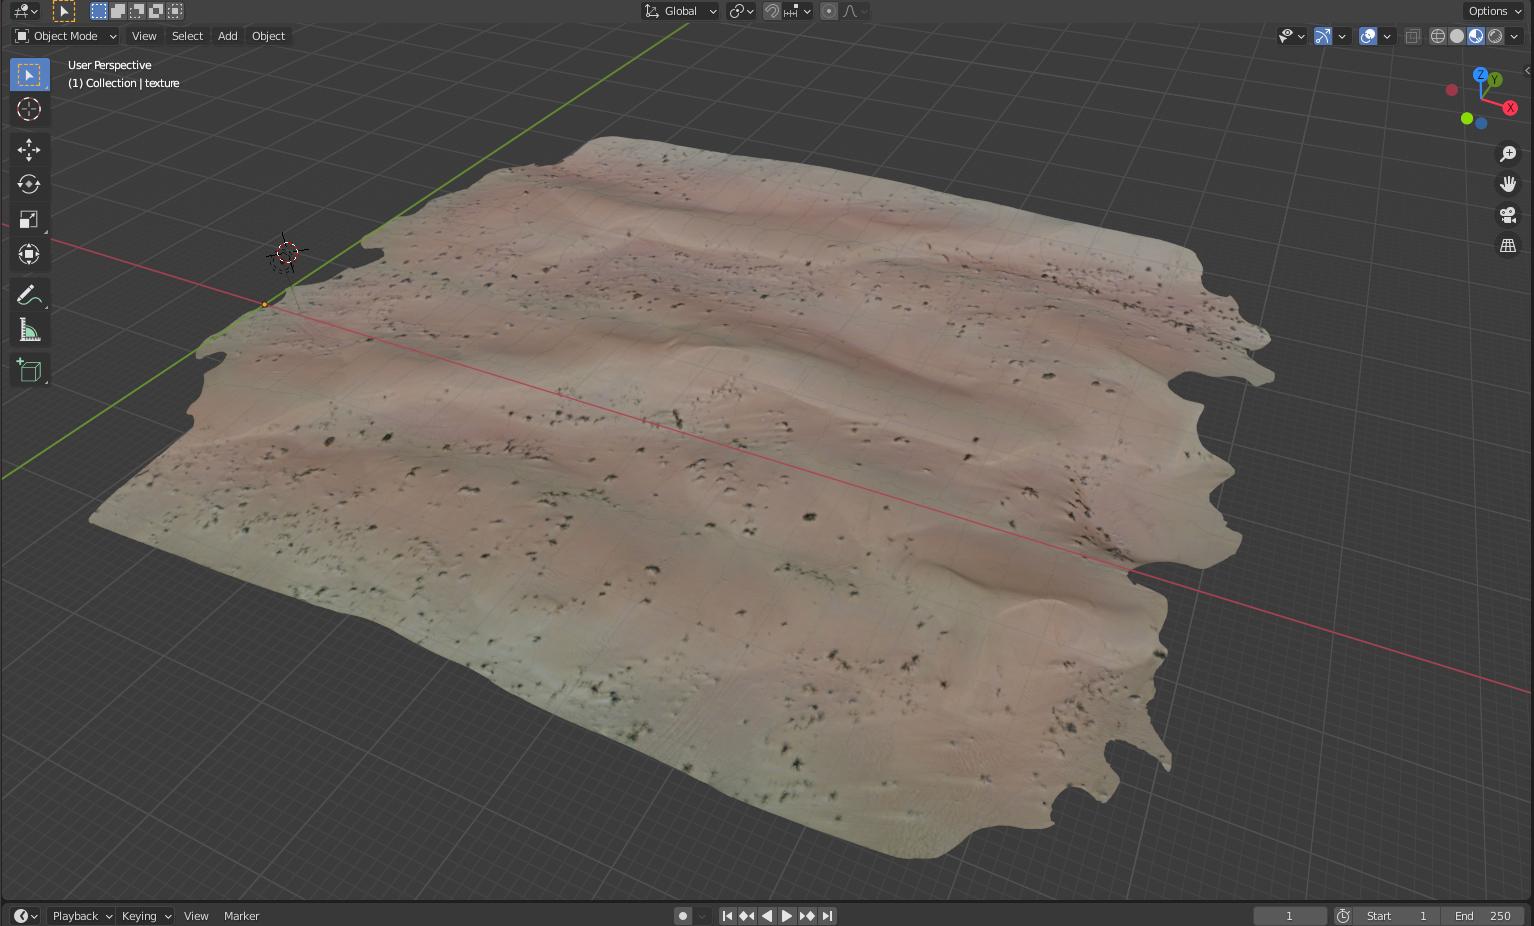 Global
Options
Object Mode
View
Select
Add
Object
User Perspective
(1) Collection | texture
Z
Y
X
Playback
Keying
View
Marker
1
Start 1
End 250